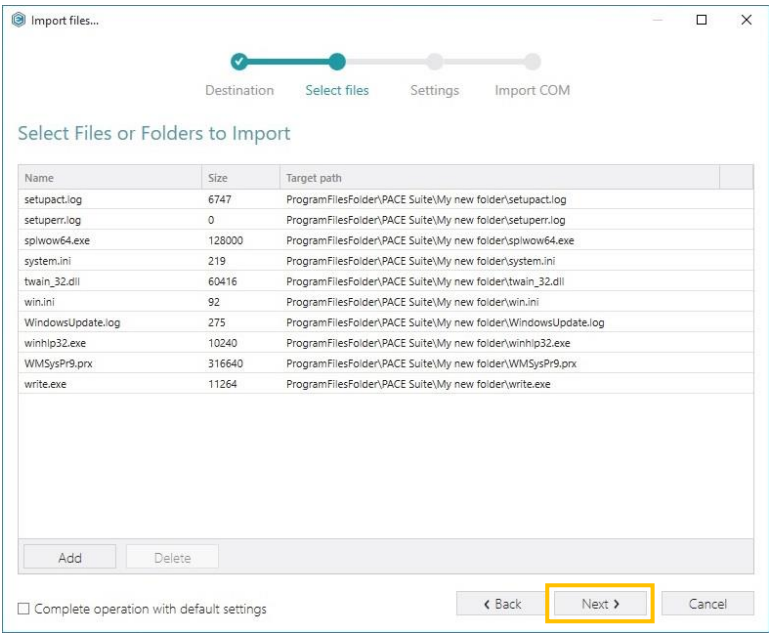 Import files...
Destination Select files Settings Import COM
Select Files or Folders to Import
Name Size Target path
setupact.log 6747 ProgramFilesFolder\PACE Suite\My new folder\setupact.log
setuperr.log 0 ProgramFilesFolder\PACE Suite\My new folder\setuperr.log
splwow64.exe 128000 ProgramFilesFolder\PACE Suite\My new folder\splwow64.exe
system.ini 219 ProgramFilesFolder\PACE Suite\My new folder\system.ini
twain_32.dll 60416 ProgramFilesFolder\PACE Suite\My new folder\twain_32.dll
win.ini 92 ProgramFilesFolder\PACE Suite\My new folder\win.ini
WindowsUpdate.log 275 ProgramFilesFolder\PACE Suite\My new folder\WindowsUpdate.log
winhlp32.exe 10240 ProgramFilesFolder\PACE Suite\My new folder\winhlp32.exe
WMSysPr9.prx 316640 ProgramFilesFolder\PACE Suite\My new folder\WMSysPr9.prx
write.exe 11264 ProgramFilesFolder\PACE Suite\My new folder\write.exe
Add Delete
Complete operation with default settings
Back Next Cancel